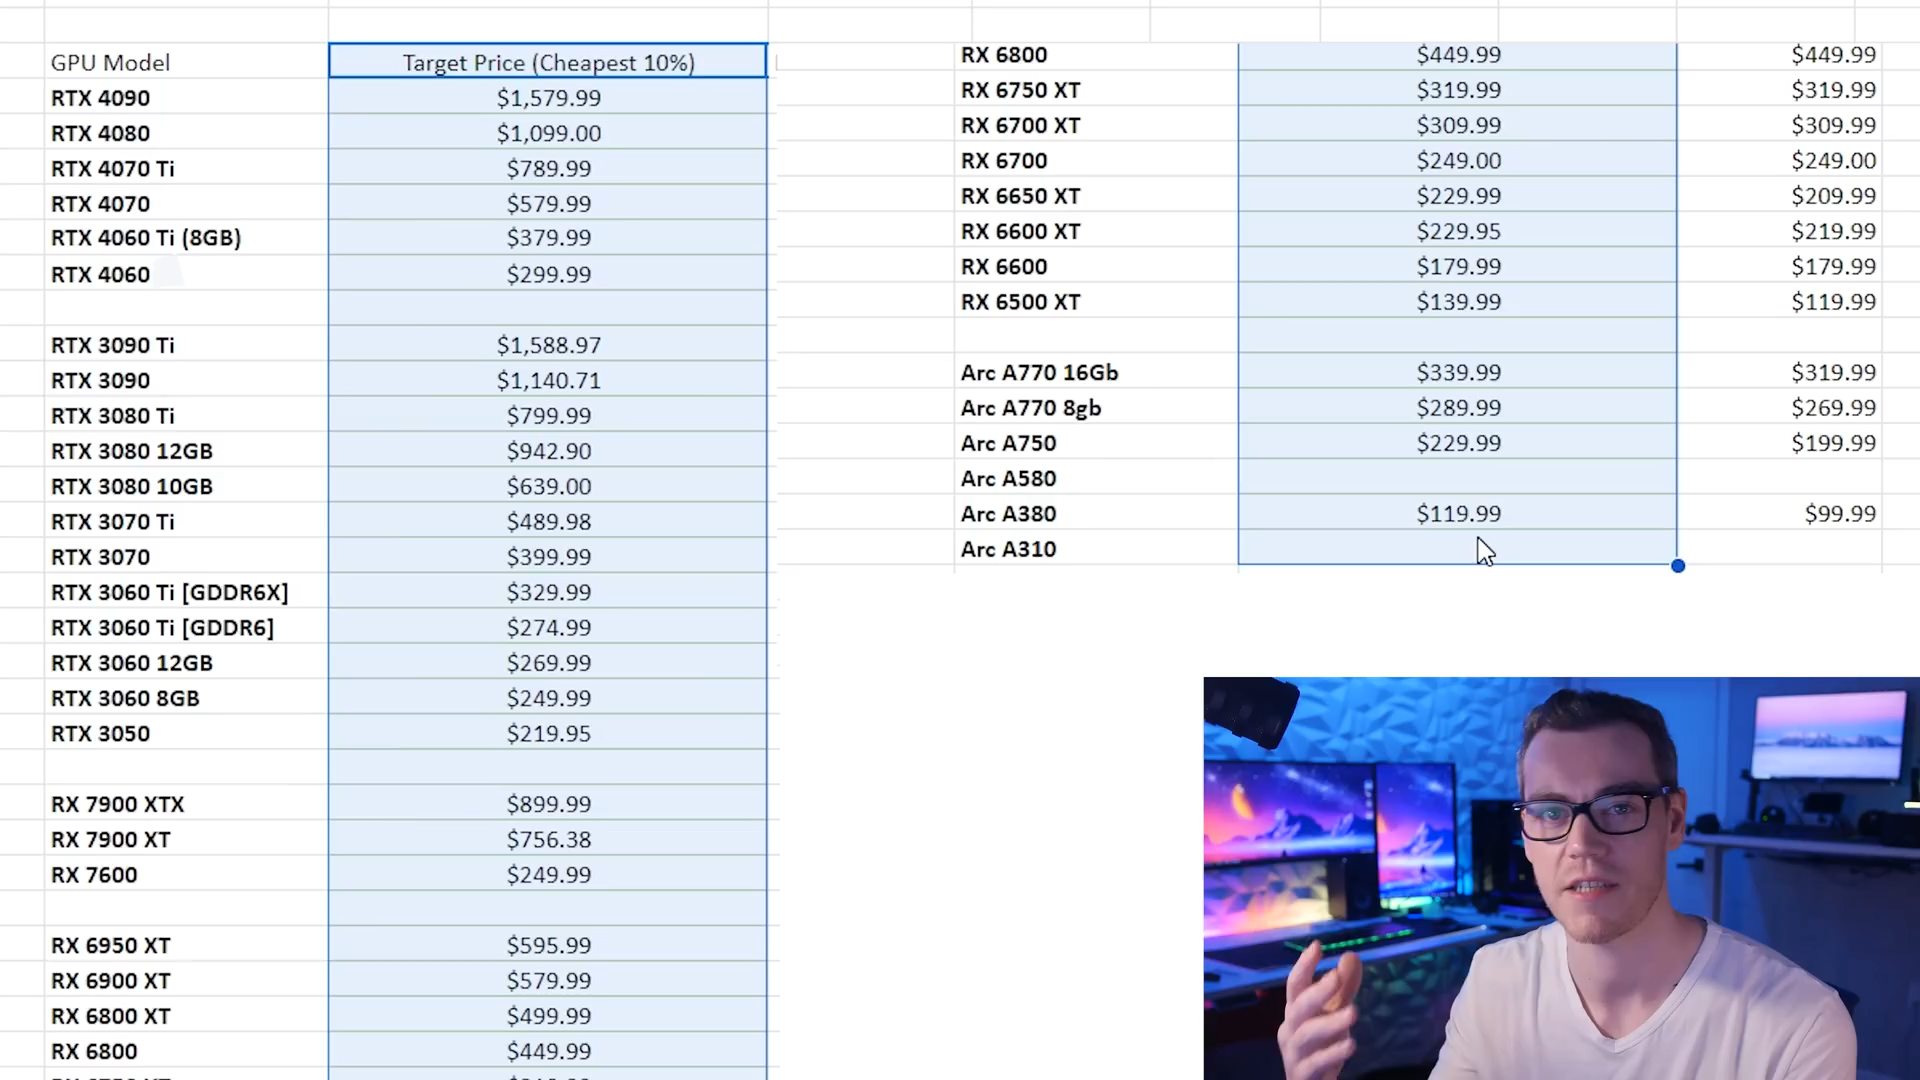 GPU Model Target Price (Cheapest 10%)
RTX 4090 $1,579.99
RTX 4080 $1,099.00
RTX 4070 Ti $789.99
RTX 4070 $579.99
RTX 4060 Ti (8GB) $379.99
RTX 4060 $299.99
RTX 3090 Ti $1,588.97
RTX 3090 $1,140.71
RTX 3080 Ti $799.99
RTX 3080 12GB $942.90
RTX 3080 10GB $639.00
RTX 3070 Ti $489.98
RTX 3070 $399.99
RTX 3060 Ti [GDDR6X] $329.99
RTX 3060 Ti [GDDR6] $274.99
RTX 3060 12GB $269.99
RTX 3060 8GB $249.99
RTX 3050 $219.95
RX 7900 XTX $899.99
RX 7900 XT $756.38
RX 7600 $249.99
RX 6950 XT $595.99
RX 6900 XT $579.99
RX 6800 XT $499.99
RX 6800 $449.99
RX 6800 $449.99 $449.99
RX 6750 XT $319.99 $319.99
RX 6700 XT $309.99 $309.99
RX 6700 $249.00 $249.00
RX 6650 XT $229.99 $209.99
RX 6600 XT $229.95 $219.99
RX 6600 $179.99 $179.99
RX 6500 XT $139.99 $119.99
Arc A770 16Gb $339.99 $319.99
Arc A770 8gb $289.99 $269.99
Arc A750 $229.99 $199.99
Arc A580
Arc A380 $119.99 $99.99
Arc A310